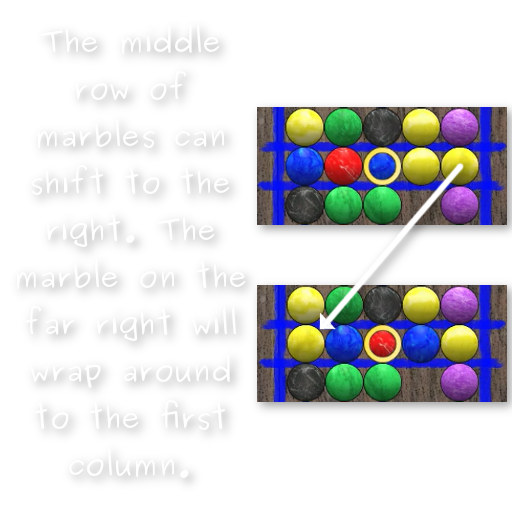 The middle
row of
marbles can
shift to the
right. The
marble on the
far right will
wrap around
to the first
column.